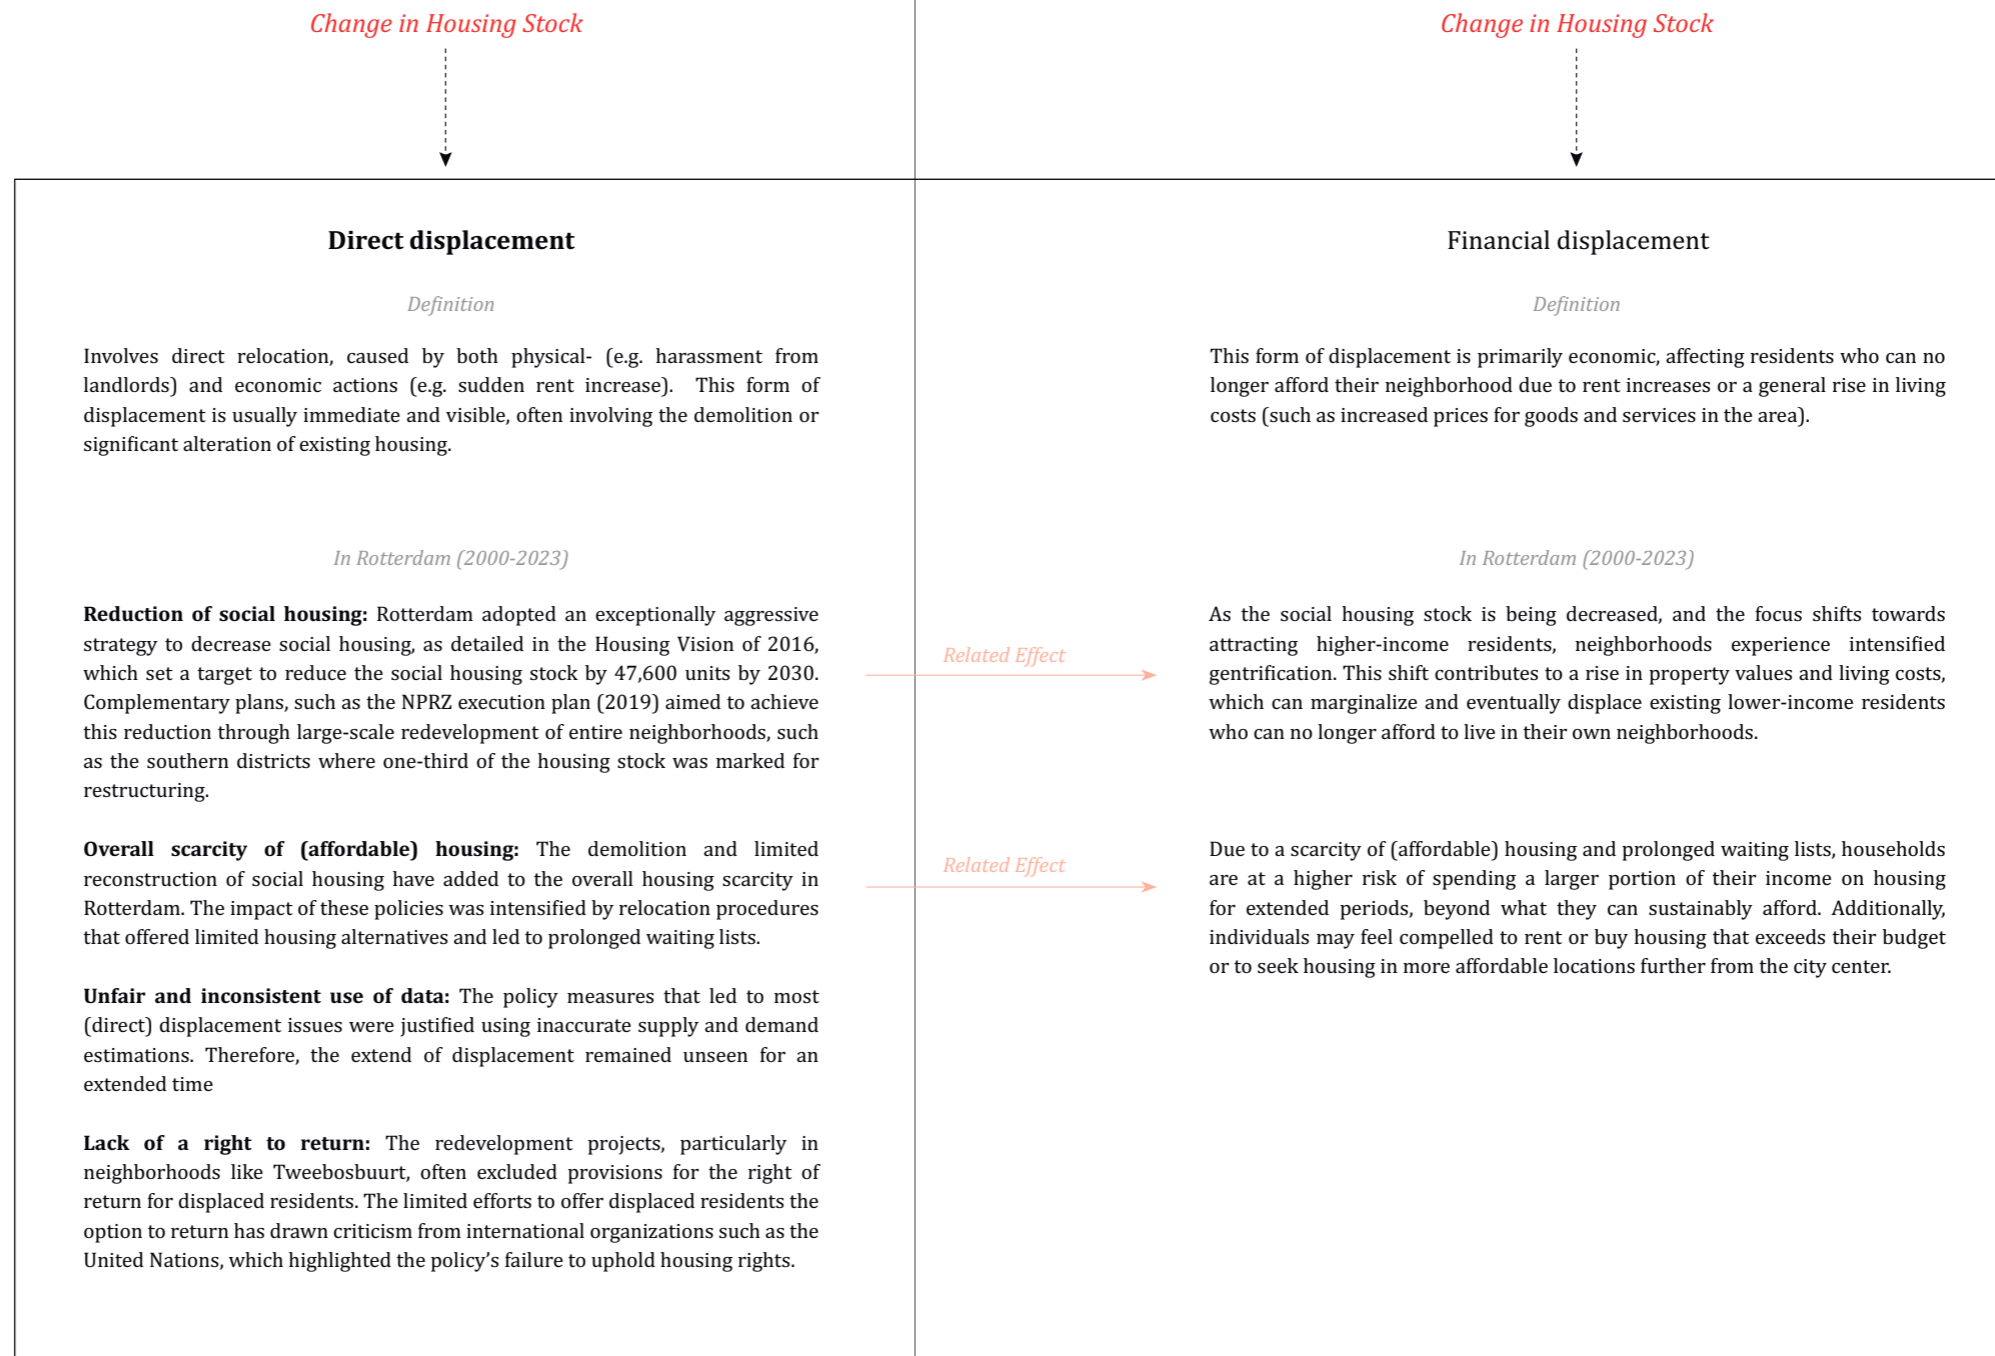 Change in Housing Stock
Direct displacement
Definition
Involves direct relocation, caused by both physical- (e.g. harassment from
landlords) and economic actions (e.g. sudden rent increase).  This form of
displacement is usually immediate and visible, often involving the demolition or
significant alteration of existing housing.
In Rotterdam (2000-2023)
Reduction of social housing: Rotterdam adopted an exceptionally aggressive
strategy to decrease social housing, as detailed in the Housing Vision of 2016,
which set a target to reduce the social housing stock by 47,600 units by 2030.
Complementary plans, such as the NPRZ execution plan (2019) aimed to achieve
this reduction through large-scale redevelopment of entire neighborhoods, such
as the southern districts where one-third of the housing stock was marked for
restructuring.
Overall scarcity of (affordable) housing: The demolition and limited
reconstruction of social housing have added to the overall housing scarcity in
Rotterdam. The impact of these policies was intensified by relocation procedures
that offered limited housing alternatives and led to prolonged waiting lists.
Unfair and inconsistent use of data: The policy measures that led to most
(direct) displacement issues were justified using inaccurate supply and demand
estimations. Therefore, the extend of displacement remained unseen for an
extended time
Lack of a right to return: The redevelopment projects, particularly in
neighborhoods like Tweebosbuurt, often excluded provisions for the right of
return for displaced residents. The limited efforts to offer displaced residents the
option to return has drawn criticism from international organizations such as the
United Nations, which highlighted the policy's failure to uphold housing rights.
Related Effect
Related Effect
Change in Housing Stock
Financial displacement
Definition
This form of displacement is primarily economic, affecting residents who can no
longer afford their neighborhood due to rent increases or a general rise in living
costs (such as increased prices for goods and services in the area).
In Rotterdam (2000-2023)
As the social housing stock is being decreased, and the focus shifts towards
attracting higher-income residents, neighborhoods experience intensified
gentrification. This shift contributes to a rise in property values and living costs,
which can marginalize and eventually displace existing lower-income residents
who can no longer afford to live in their own neighborhoods.
Due to a scarcity of (affordable) housing and prolonged waiting lists, households
are at a higher risk of spending a larger portion of their income on housing
for extended periods, beyond what they can sustainably afford. Additionally,
individuals may feel compelled to rent or buy housing that exceeds their budget
or to seek housing in more affordable locations further from the city center.